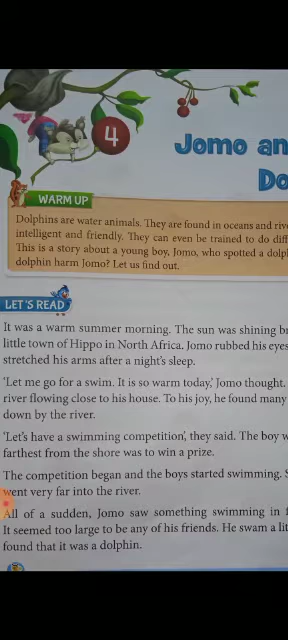 4
Jomo an
Do
WARM UP
Dolphins are water animals. They are found in oceans and
intelligent and friendly. They can even be trained to do
This is a story about a young boy, Jomo, who spotted a
dolphin harm Jomo? Let us find out.
LET'S READ
It was a warm summer morning. The sun was shining
little town of Hippo in North Africa. Jomo rubbed his eyes
stretched his arms after a night's sleep.
'Let me go for a swim. It is so warm today,' Jomo thought.
river flowing close to his house. To his joy, he found many
down by the river.
'Let's have a swimming competition', they said. The boy
farthest from the shore was to win a prize.
The competition began and the boys started swimming.
went very far into the river.
All of a sudden, Jomo saw something swimming in
It seemed too large to be any of his friends. He swam a
found that it was a dolphin.